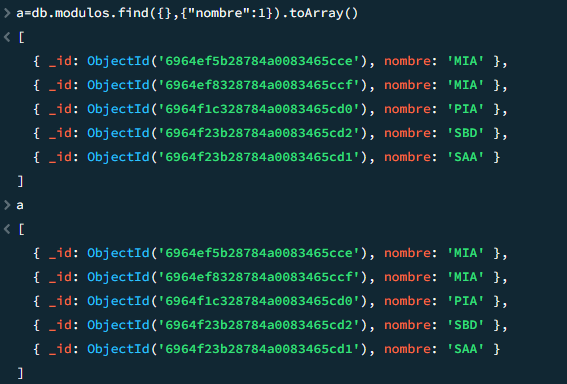 > a=db.modulos.find({},{"nombre":1}).toArray()
< [
{ _id: ObjectId('6964ef5b28784a0083465cce'), nombre: 'MIA' },
{ _id: ObjectId('6964ef8328784a0083465ccf'), nombre: 'MIA' },
{ _id: ObjectId('6964f1c328784a0083465cd0'), nombre: 'PIA' },
{ _id: ObjectId('6964f23b28784a0083465cd2'), nombre: 'SBD' },
{ _id: ObjectId('6964f23b28784a0083465cd1'), nombre: 'SAA' }
]
> a
< [
{ _id: ObjectId('6964ef5b28784a0083465cce'), nombre: 'MIA' },
{ _id: ObjectId('6964ef8328784a0083465ccf'), nombre: 'MIA' },
{ _id: ObjectId('6964f1c328784a0083465cd0'), nombre: 'PIA' },
{ _id: ObjectId('6964f23b28784a0083465cd2'), nombre: 'SBD' },
{ _id: ObjectId('6964f23b28784a0083465cd1'), nombre: 'SAA' }
]